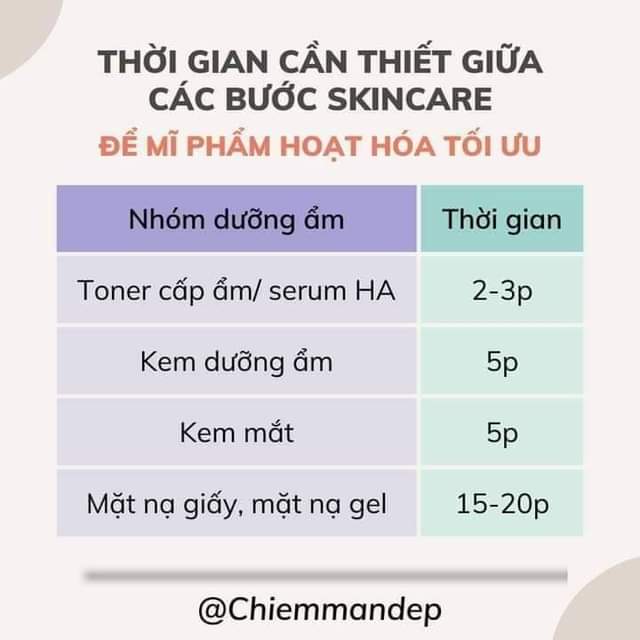 THỜI GIAN CẦN THIẾT GIỮA
CÁC BƯỚC SKINCARE
ĐỂ MĨ PHẨM HOẠT HÓA TỐI ƯU
Nhóm dưỡng ẩm Thời gian
Toner cấp ẩm/ serum HA 2-3p
Kem dưỡng ẩm 5p
Kem mắt 5p
Mặt nạ giấy, mặt nạ gel 15-20p
@Chiemmandep